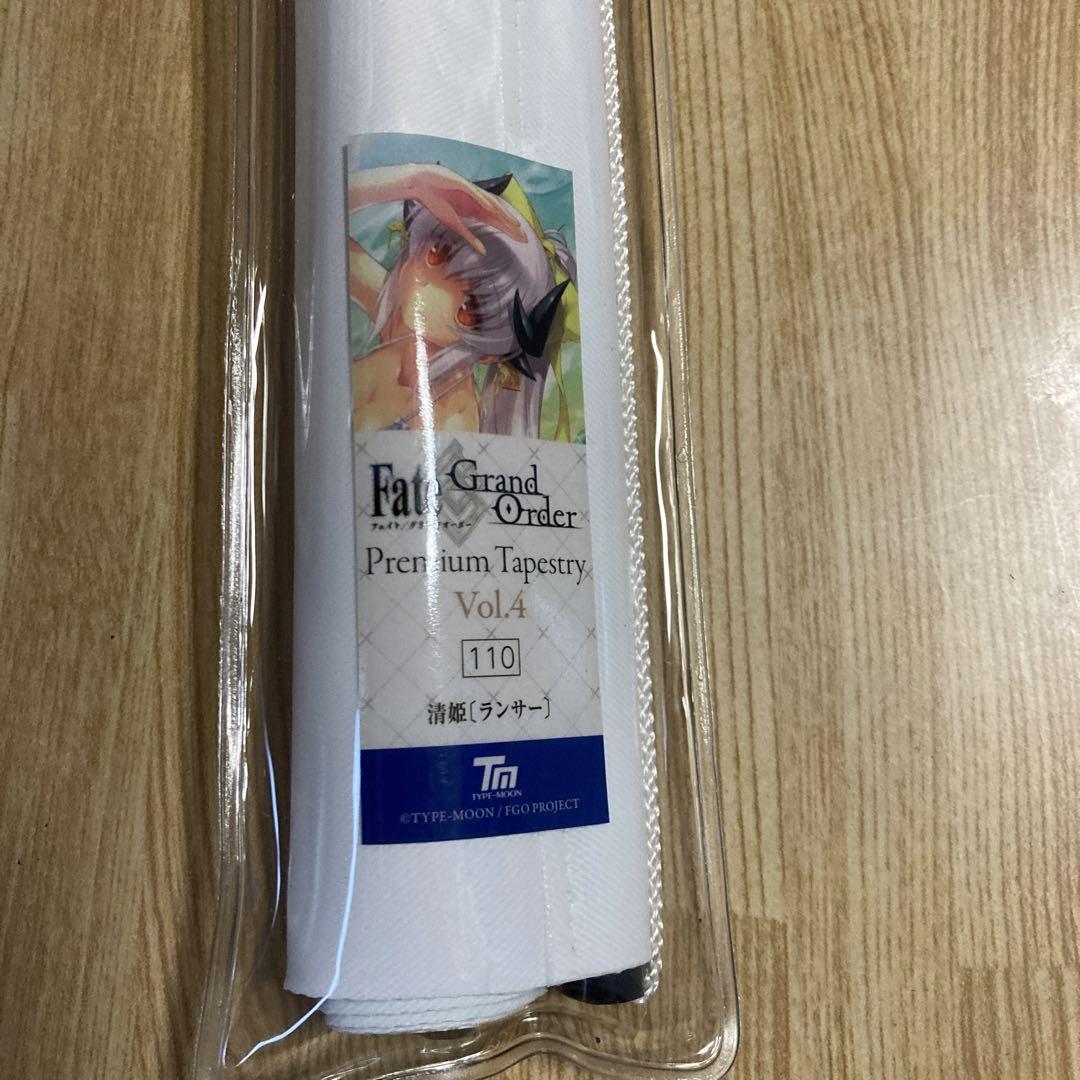 Fate Grand
Order
フェイト/グランドオーダー
Premium Tapestry
Vol.4
110
清姫〔ランサー〕
TM
TYPE-MOON
©TYPE-MOON / FGO PROJECT